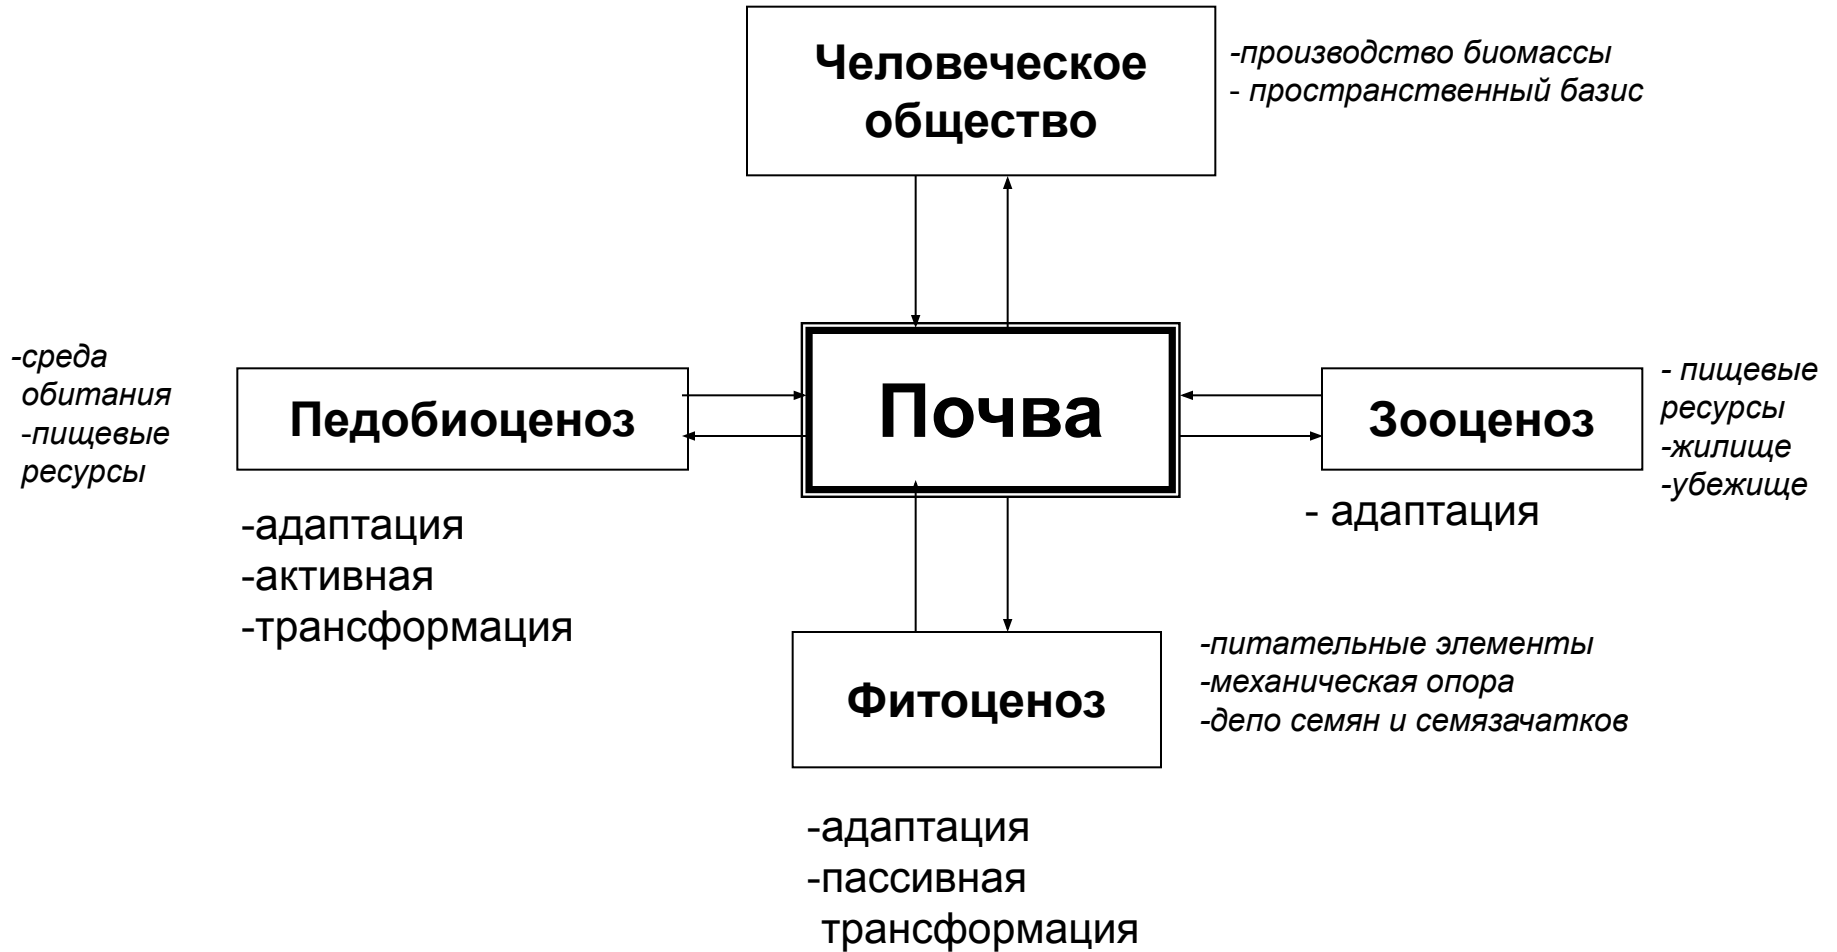 Человеческое
общество
-производство биомассы
- пространственный базис
-среда
обитания
-пищевые
ресурсы
Педобиоценоз
Почва
Зооценоз
- пищевые
ресурсы
-жилище
-убежище
-адаптация
-активная
-трансформация
- адаптация
Фитоценоз
-питательные элементы
-механическая опора
-депо семян и семязачатков
-адаптация
-пассивная
трансформация